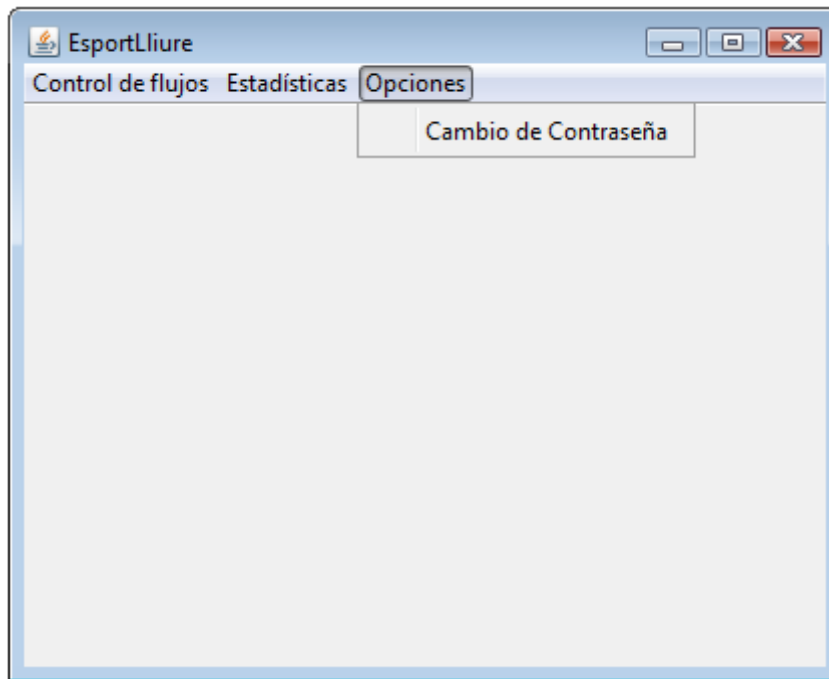 EsportLliure
Control de flujos Estadísticas Opciones
Cambio de Contraseña